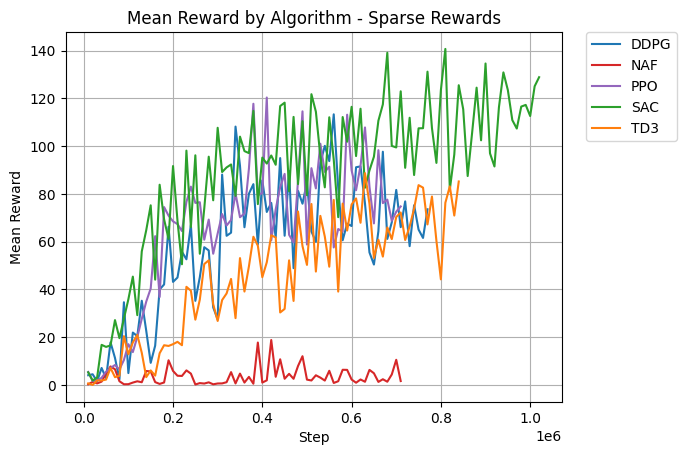 Mean Reward by Algorithm - Sparse Rewards
Mean Reward
140
120
100
80
60
40
20
0
0.0
0.2
0.4
0.6
0.8
1.0
1e6
Step
DDPG
NAF
PPO
SAC
TD3